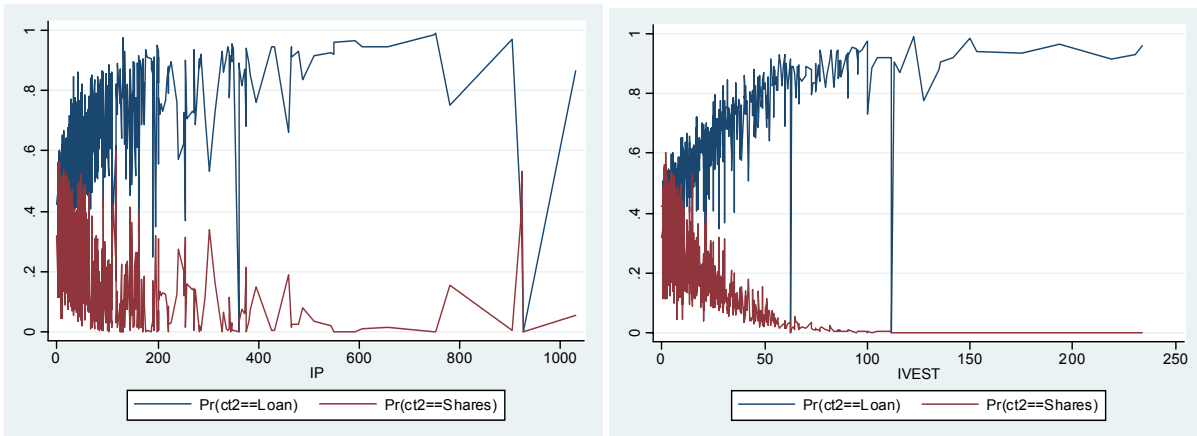 1
.8
.6
.4
.2
0
0 200 400 600 800 1000
IP
Pr(ct2==Loan) Pr(ct2==Shares)
1
.8
.6
.4
.2
0
0 50 100 150 200 250
IVEST
Pr(ct2==Loan) Pr(ct2==Shares)